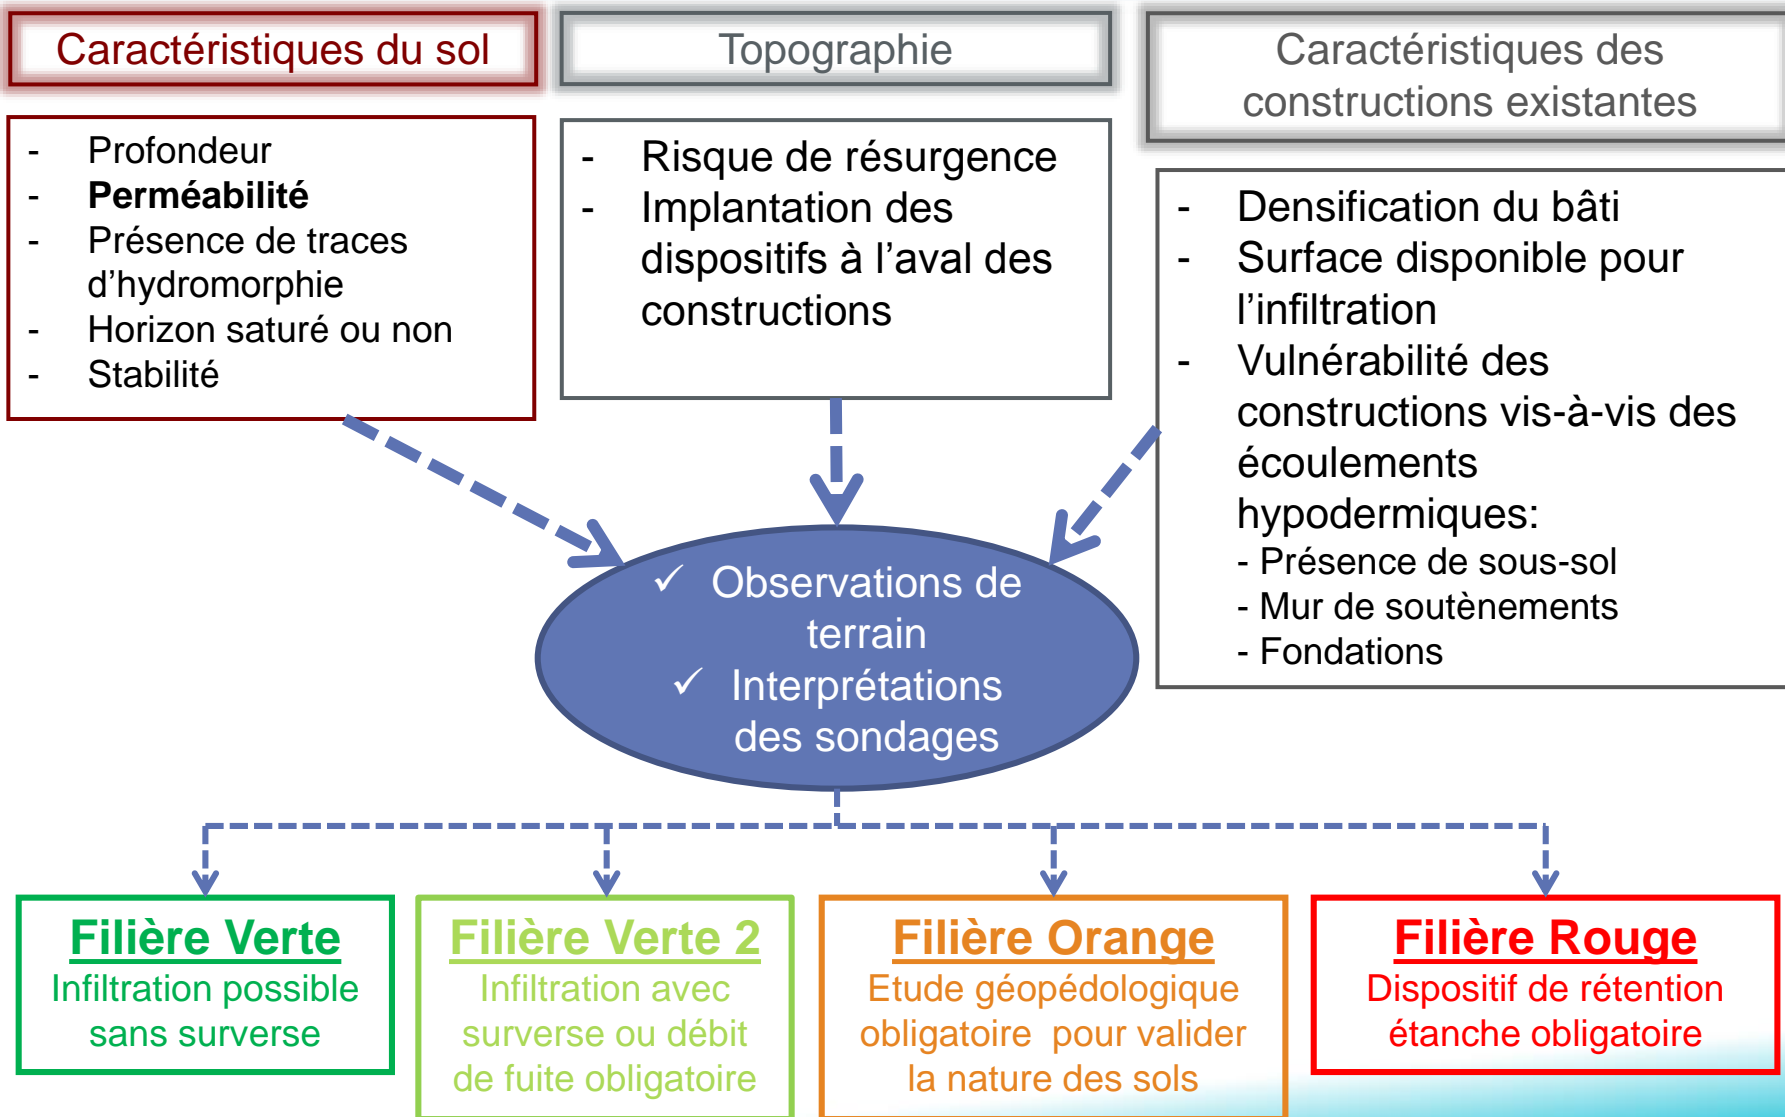 Caractéristiques du sol
- Profondeur
- Perméabilité
- Présence de traces
d'hydromorphie
- Horizon saturé ou non
- Stabilité
Topographie
- Risque de résurgence
- Implantation des
dispositifs à l'aval des
constructions
Caractéristiques des
constructions existantes
- Densification du bâti
- Surface disponible pour
l'infiltration
- Vulnérabilité des
constructions vis-à-vis des
écoulements
hypodermiques:
- Présence de sous-sol
- Mur de soutènements
- Fondations
✓ Observations de
terrain
✓ Interprétations
des sondages
Filière Verte
Infiltration possible
sans surverse
Filière Verte 2
Infiltration avec
surverse ou débit
de fuite obligatoire
Filière Orange
Etude géopédologique
obligatoire pour valider
la nature des sols
Filière Rouge
Dispositif de rétention
étanche obligatoire